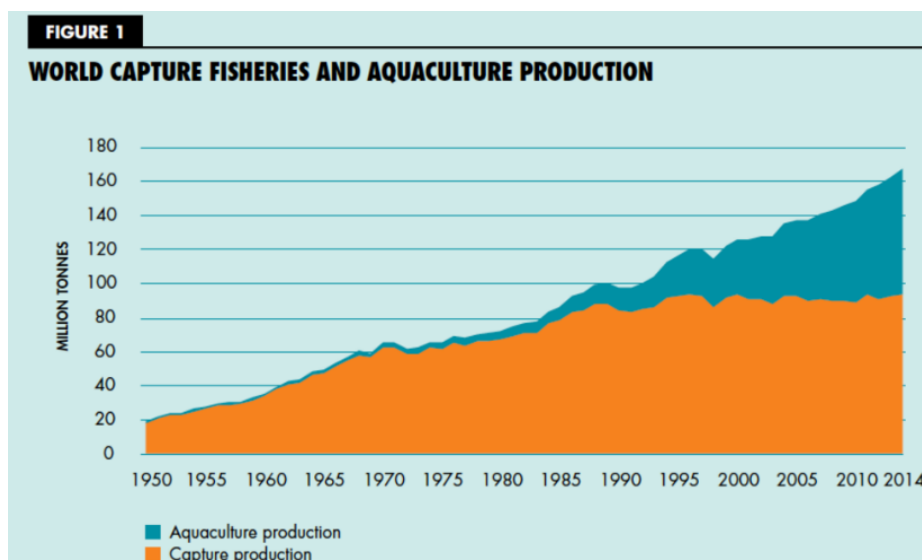 FIGURE 1
WORLD CAPTURE FISHERIES AND AQUACULTURE PRODUCTION
180
160
140
120
100
80
60
40
20
0
MILLION TONNES
1950 1955 1960 1965 1970 1975 1980 1985 1990 1995 2000 2005 2010 2014
Aquaculture production
Capture production